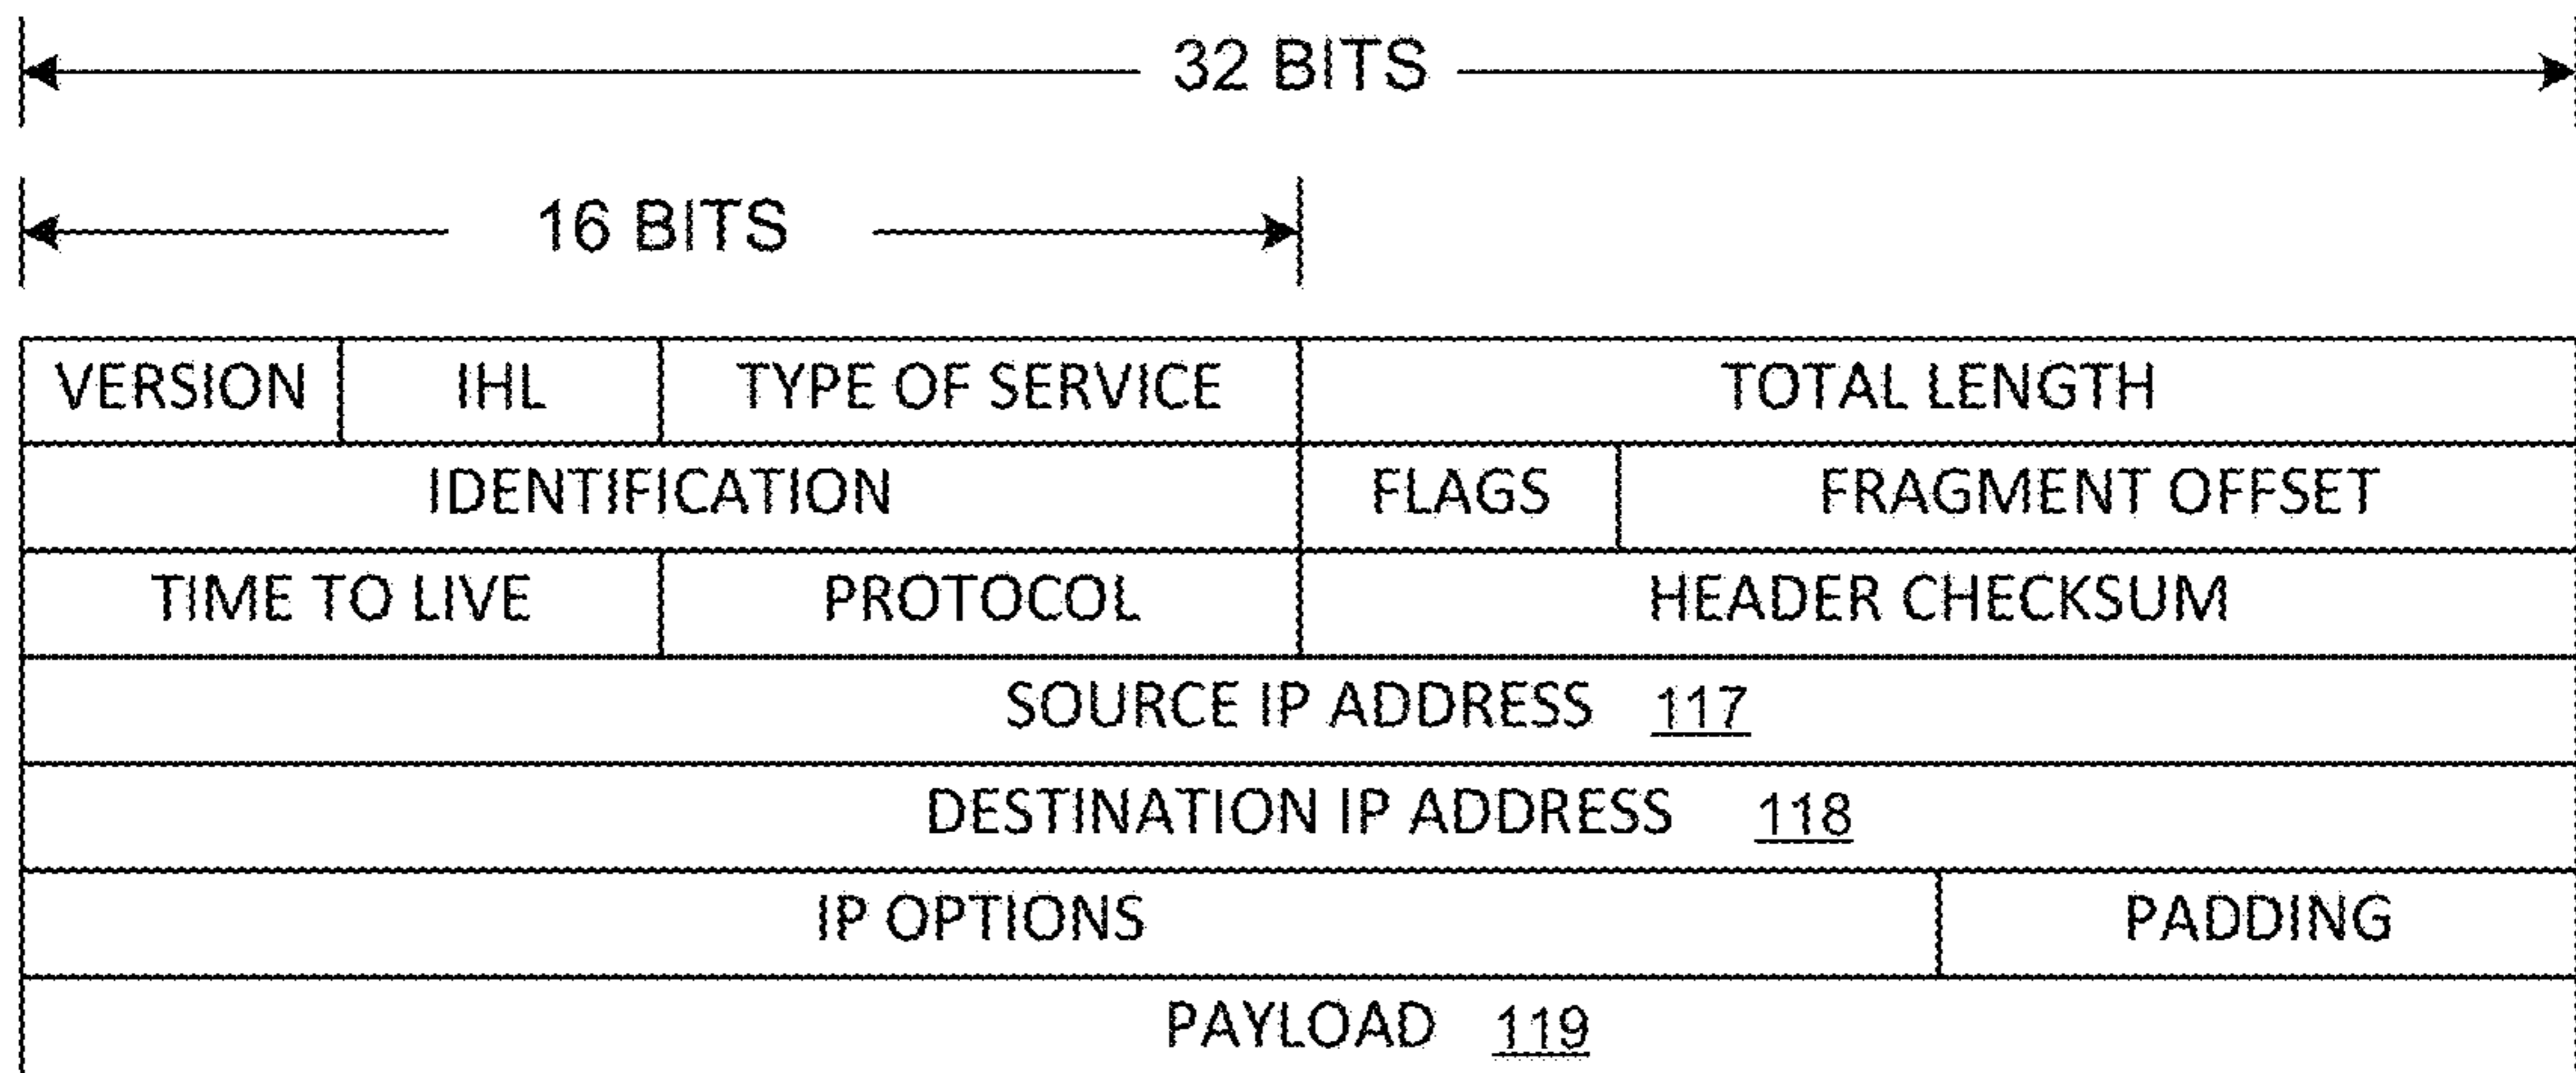 32 BITS
16 BITS
VERSION IHL TYPE OF SERVICE TOTAL LENGTH
IDENTIFICATION FLAGS FRAGMENT OFFSET
TIME TO LIVE PROTOCOL HEADER CHECKSUM
SOURCE IP ADDRESS 117
DESTINATION IP ADDRESS 118
IP OPTIONS PADDING
PAYLOAD 119